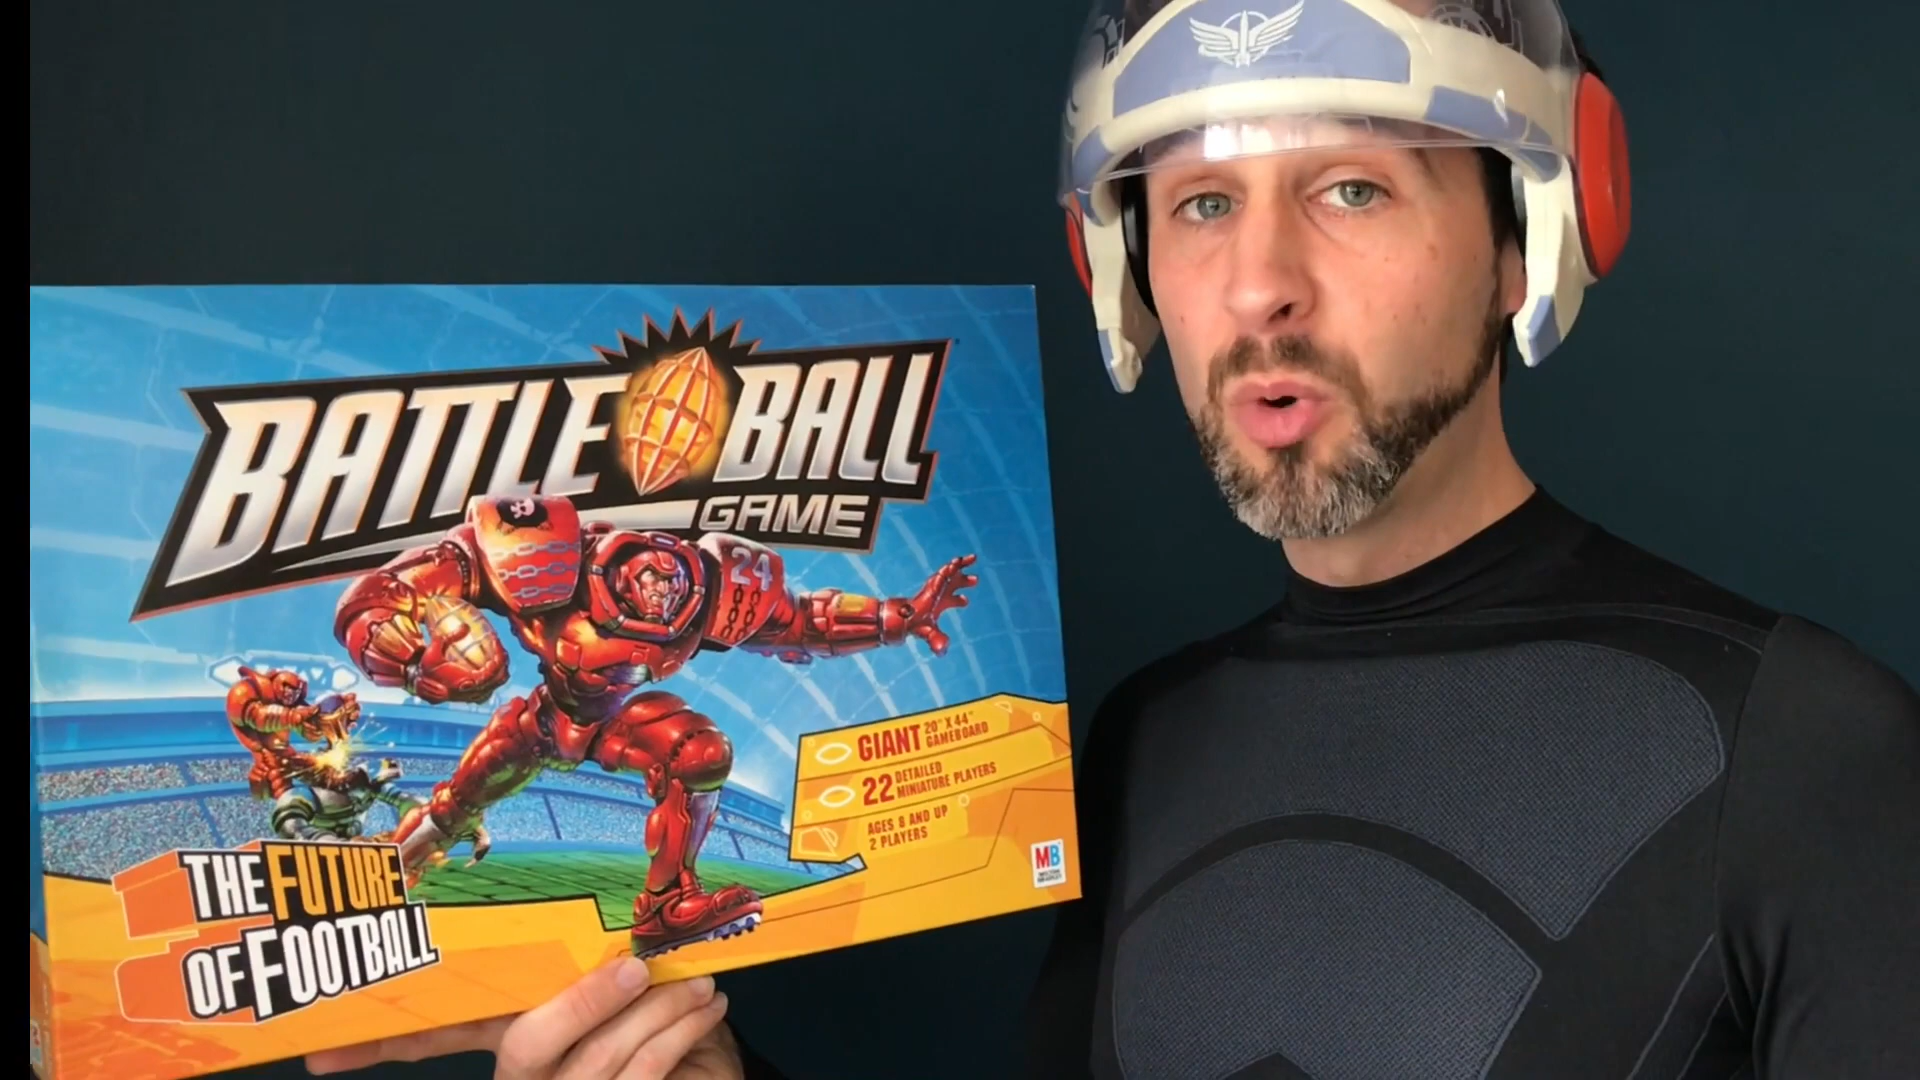 BATTLE BALL
GAME
24
GIANT 20" X 44" GAMEBOARD
22 DETAILED MINIATURE PLAYERS
AGES 8 AND UP
2 PLAYERS
MB
THE FUTURE
OF FOOTBALL